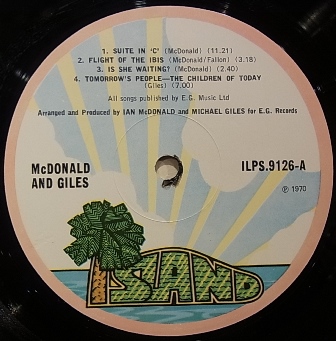 1. SUITE IN 'C' (McDonald) (11.21)
2. FLIGHT OF THE IBIS (McDonald/Fallon) (3.18)
3. IS SHE WAITING? (McDonald) (2.40)
4. TOMORROW'S PEOPLE—THE CHILDREN OF TODAY
(Giles) (7.00)
All songs published by E.G. Music Ltd
Arranged and Produced by IAN McDONALD and MICHAEL GILES for E.G. Records
McDONALD
AND GILES
ILPS.9126-A
Ⓟ 1970
ISLAND